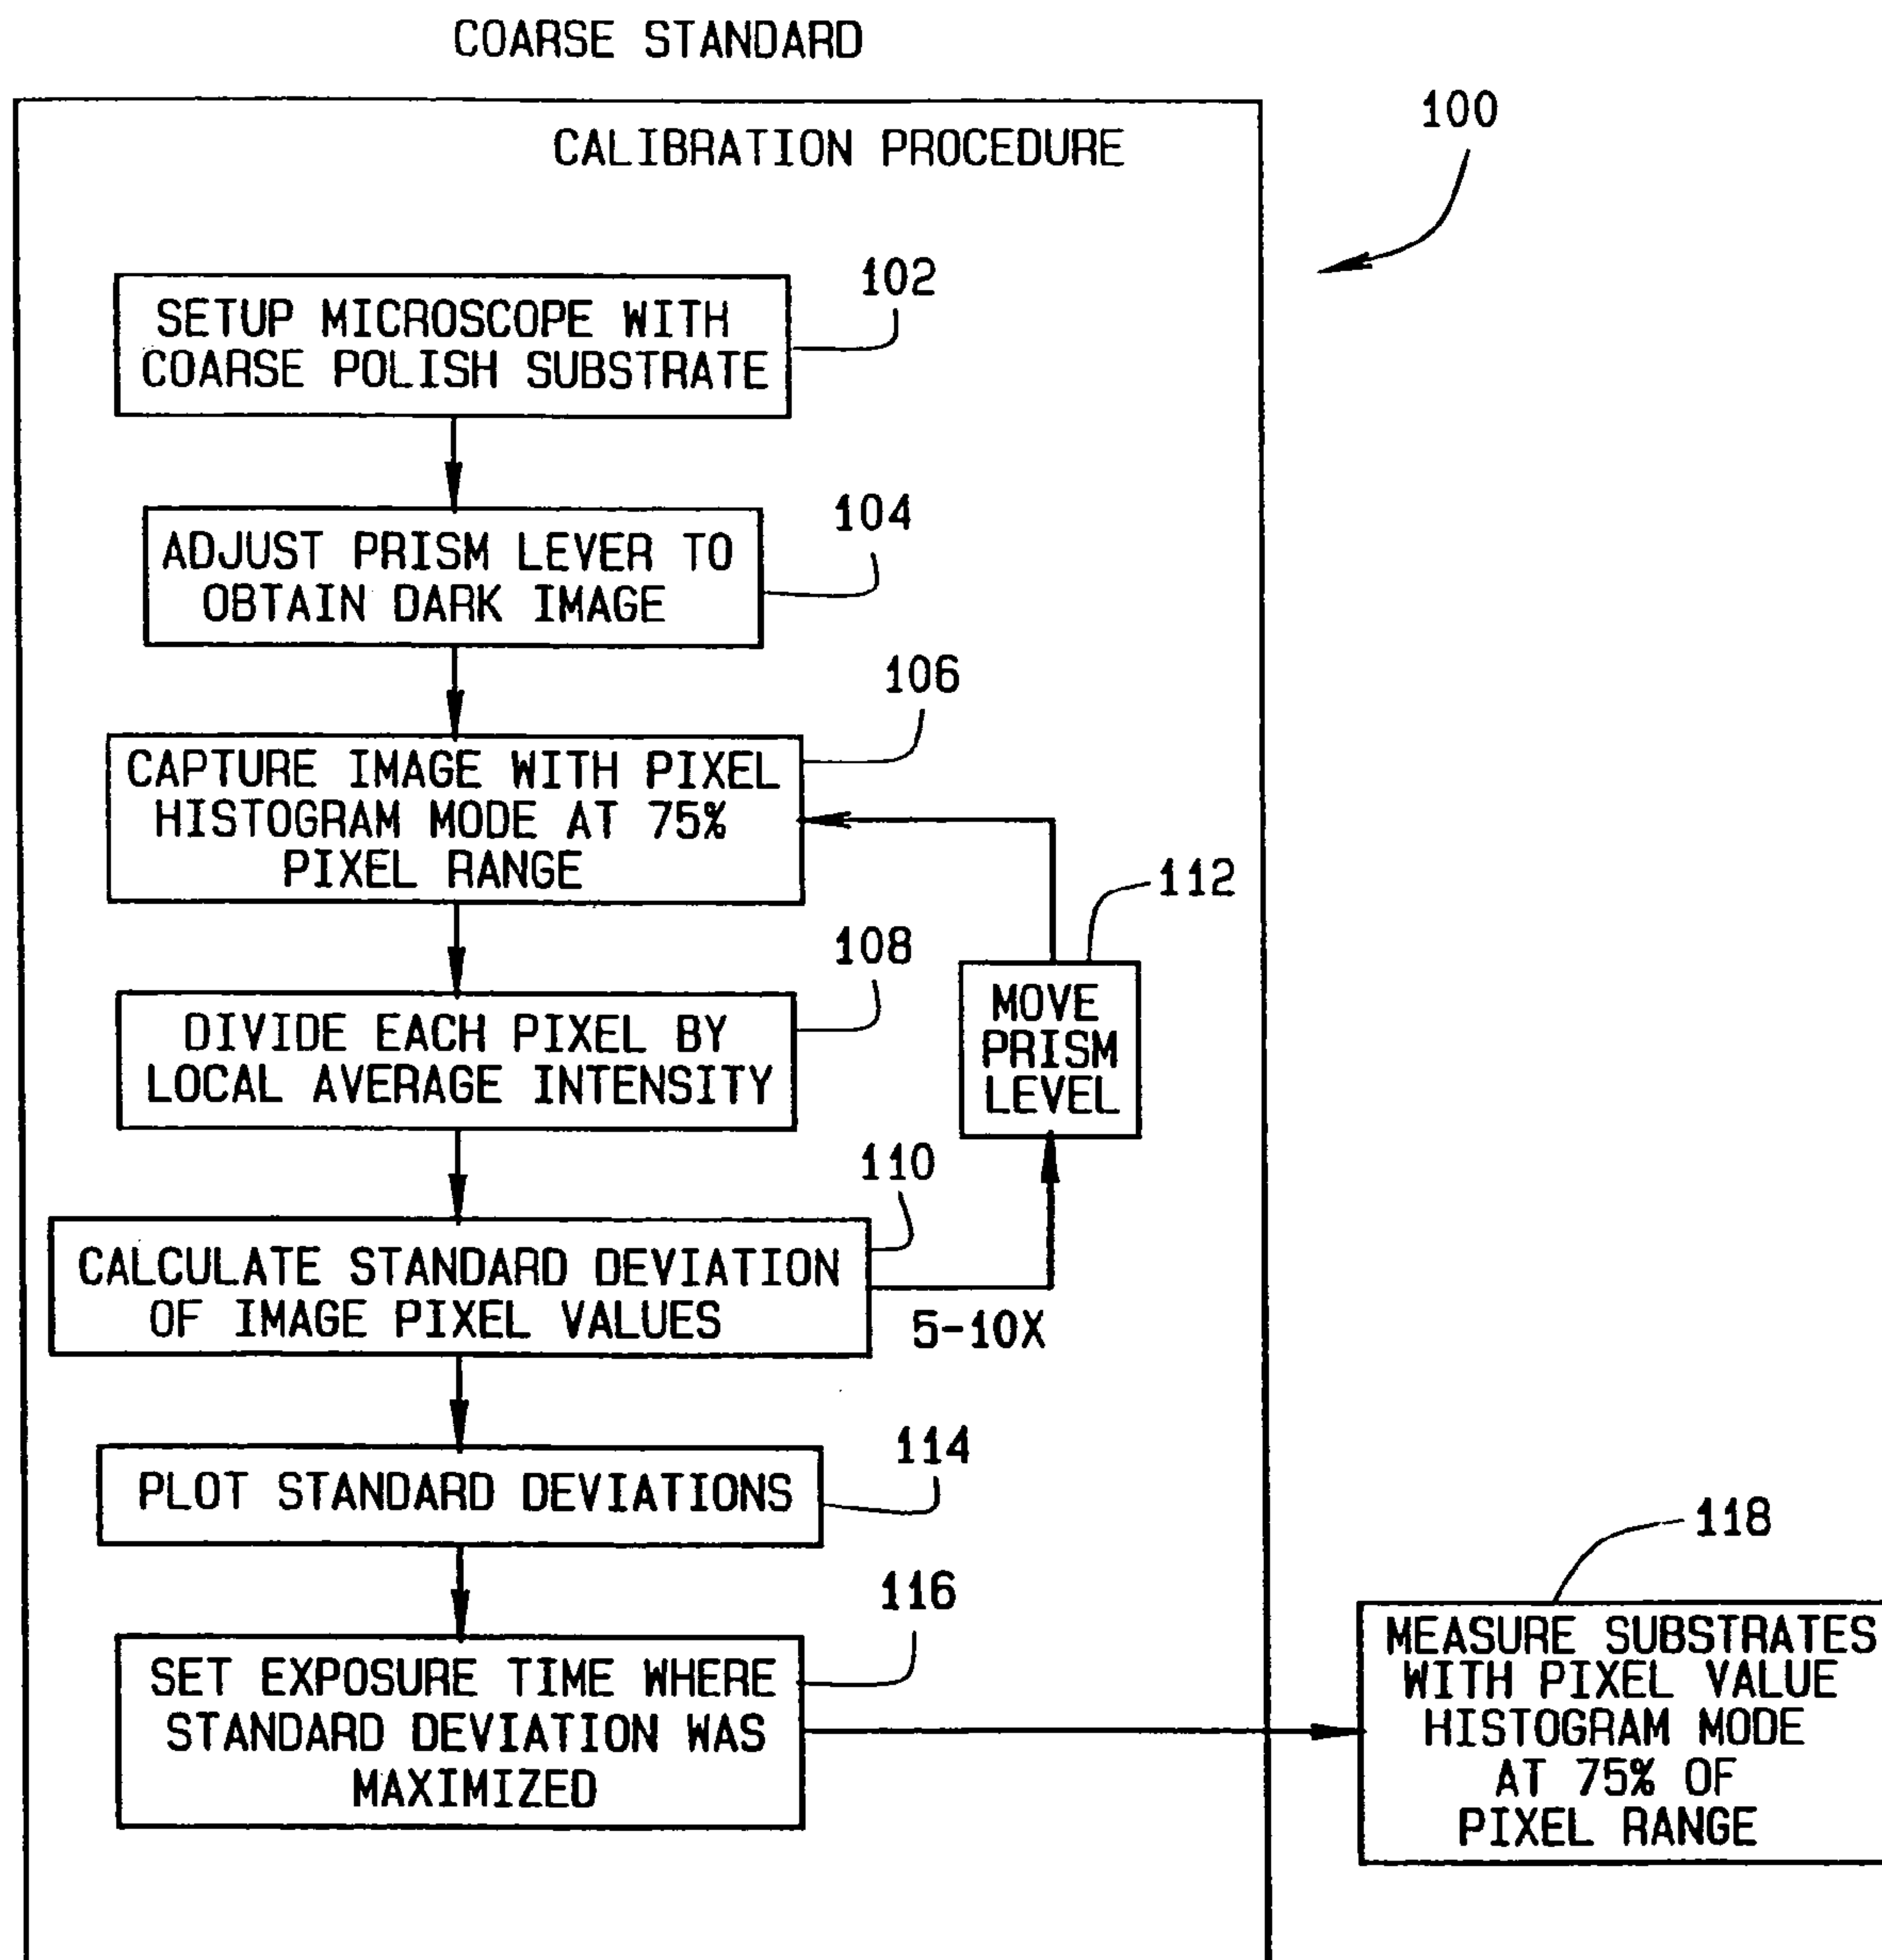 COARSE STANDARD
CALIBRATION PROCEDURE
100
102
SETUP MICROSCOPE WITH
COARSE POLISH SUBSTRATE
104
ADJUST PRISM LEVER TO
OBTAIN DARK IMAGE
106
CAPTURE IMAGE WITH PIXEL
HISTOGRAM MODE AT 75%
PIXEL RANGE
112
108
DIVIDE EACH PIXEL BY
LOCAL AVERAGE INTENSITY
MOVE
PRISM
LEVEL
110
CALCULATE STANDARD DEVIATION
OF IMAGE PIXEL VALUES
5-10X
114
PLOT STANDARD DEVIATIONS
116
SET EXPOSURE TIME WHERE
STANDARD DEVIATION WAS
MAXIMIZED
118
MEASURE SUBSTRATES
WITH PIXEL VALUE
HISTOGRAM MODE
AT 75% OF
PIXEL RANGE